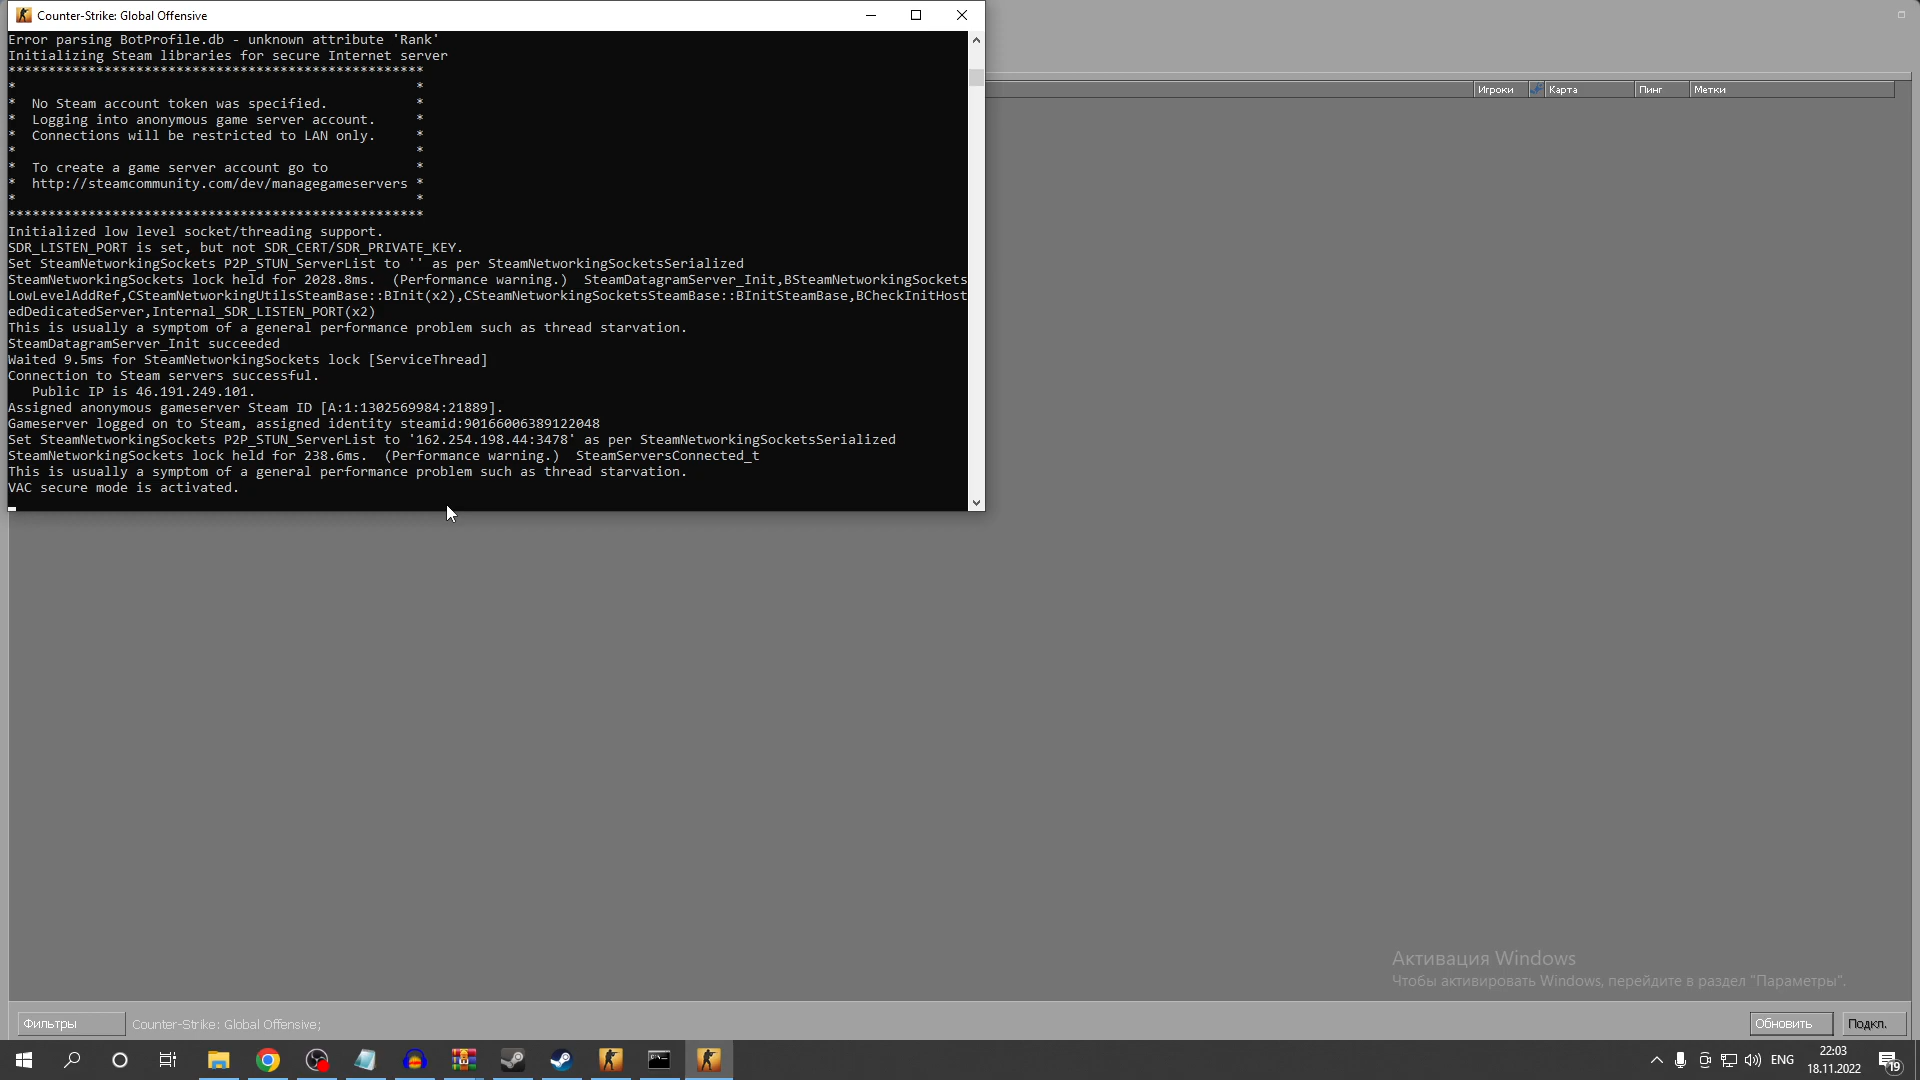 Counter-Strike: Global Offensive
Error parsing BotProfile.db - unknown attribute 'Rank'
Initializing Steam libraries for secure Internet server
****************************************************
*                                                  *
*  No Steam account token was specified.           *
*  Logging into anonymous game server account.     *
*  Connections will be restricted to LAN only.     *
*                                                  *
*  To create a game server account go to           *
*  http://steamcommunity.com/dev/managegameservers *
*                                                  *
****************************************************
Initialized low level socket/threading support.
SDR_LISTEN_PORT is set, but not SDR_CERT/SDR_PRIVATE_KEY.
Set SteamNetworkingSockets P2P_STUN_ServerList to '' as per SteamNetworkingSocketsSerialized
SteamNetworkingSockets lock held for 2028.8ms.  (Performance warning.)  SteamDatagramServer_Init,BSteamNetworkingSockets
LowLevelAddRef,CSteamNetworkingUtilsSteamBase::BInit(x2),CSteamNetworkingSocketsSteamBase::BInitSteamBase,BCheckInitHost
edDedicatedServer,Internal_SDR_LISTEN_PORT(x2)
This is usually a symptom of a general performance problem such as thread starvation.
SteamDatagramServer_Init succeeded
Waited 9.5ms for SteamNetworkingSockets lock [ServiceThread]
Connection to Steam servers successful.
   Public IP is 46.191.249.101.
Assigned anonymous gameserver Steam ID [A:1:1302569984:21889].
Gameserver logged on to Steam, assigned identity steamid:90166006389122048
Set SteamNetworkingSockets P2P_STUN_ServerList to '162.254.198.44:3478' as per SteamNetworkingSocketsSerialized
SteamNetworkingSockets lock held for 238.6ms.  (Performance warning.)  SteamServersConnected_t
This is usually a symptom of a general performance problem such as thread starvation.
VAC secure mode is activated.
Игроки Карта Пинг Метки
Активация Windows
Чтобы активировать Windows, перейдите в раздел "Параметры".
Фильтры Counter-Strike: Global Offensive; Обновить Подкл.
ENG 22:03
18.11.2022 19